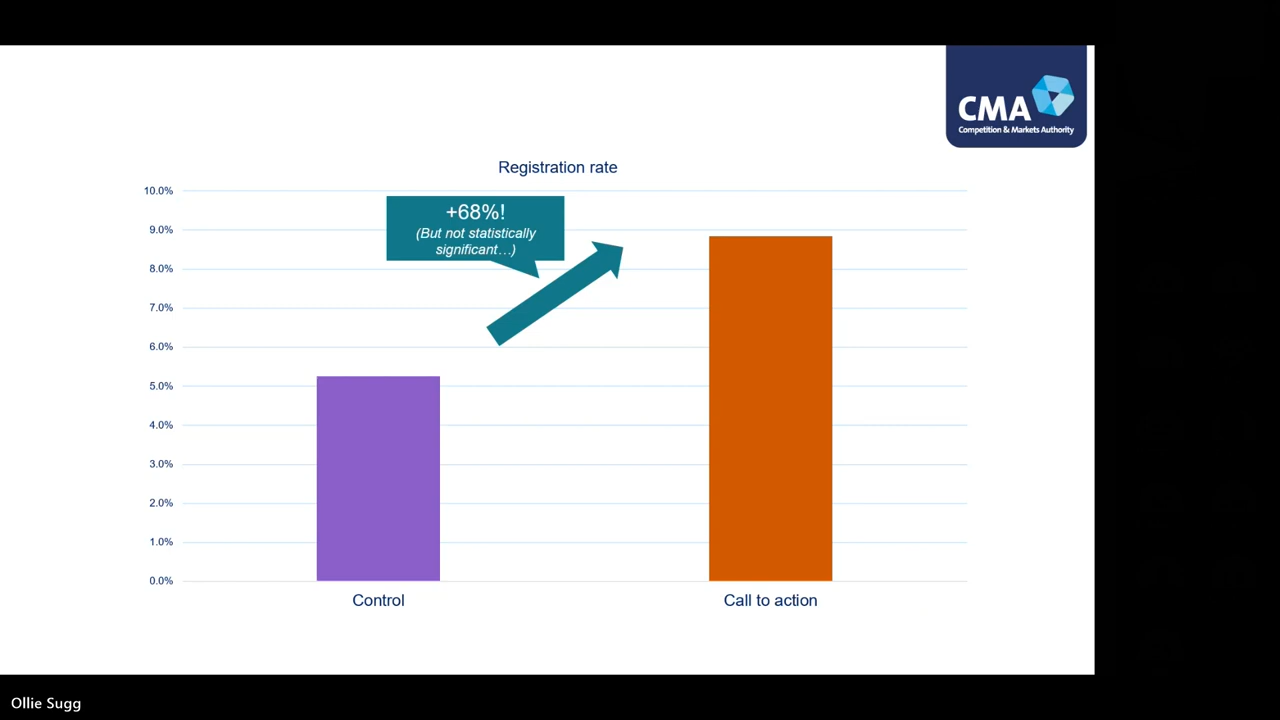 CMA
Competition & Markets Authority
Registration rate
10.0%
9.0%
8.0%
7.0%
6.0%
5.0%
4.0%
3.0%
2.0%
1.0%
0.0%
+68%!
(But not statistically
significant…)
Control
Call to action
Ollie Sugg